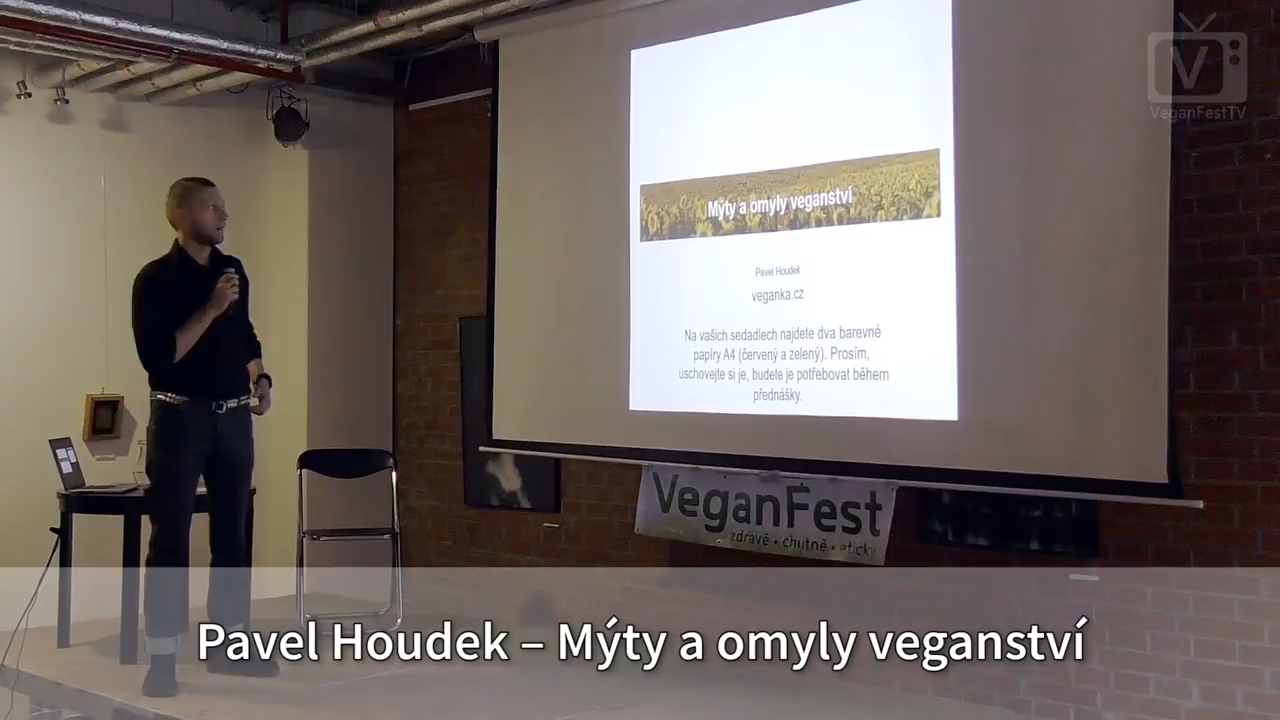 VeganFestTV
Mýty a omyly veganství
Pavel Houdek
veganka.cz
Na vašich sedadlech najdete dva barevné
papíry A4 (červený a zelený). Prosím,
uschovejte si je, budete je potřebovat během
přednášky.
VeganFest
zdravě • chutně • eticky
Pavel Houdek – Mýty a omyly veganství